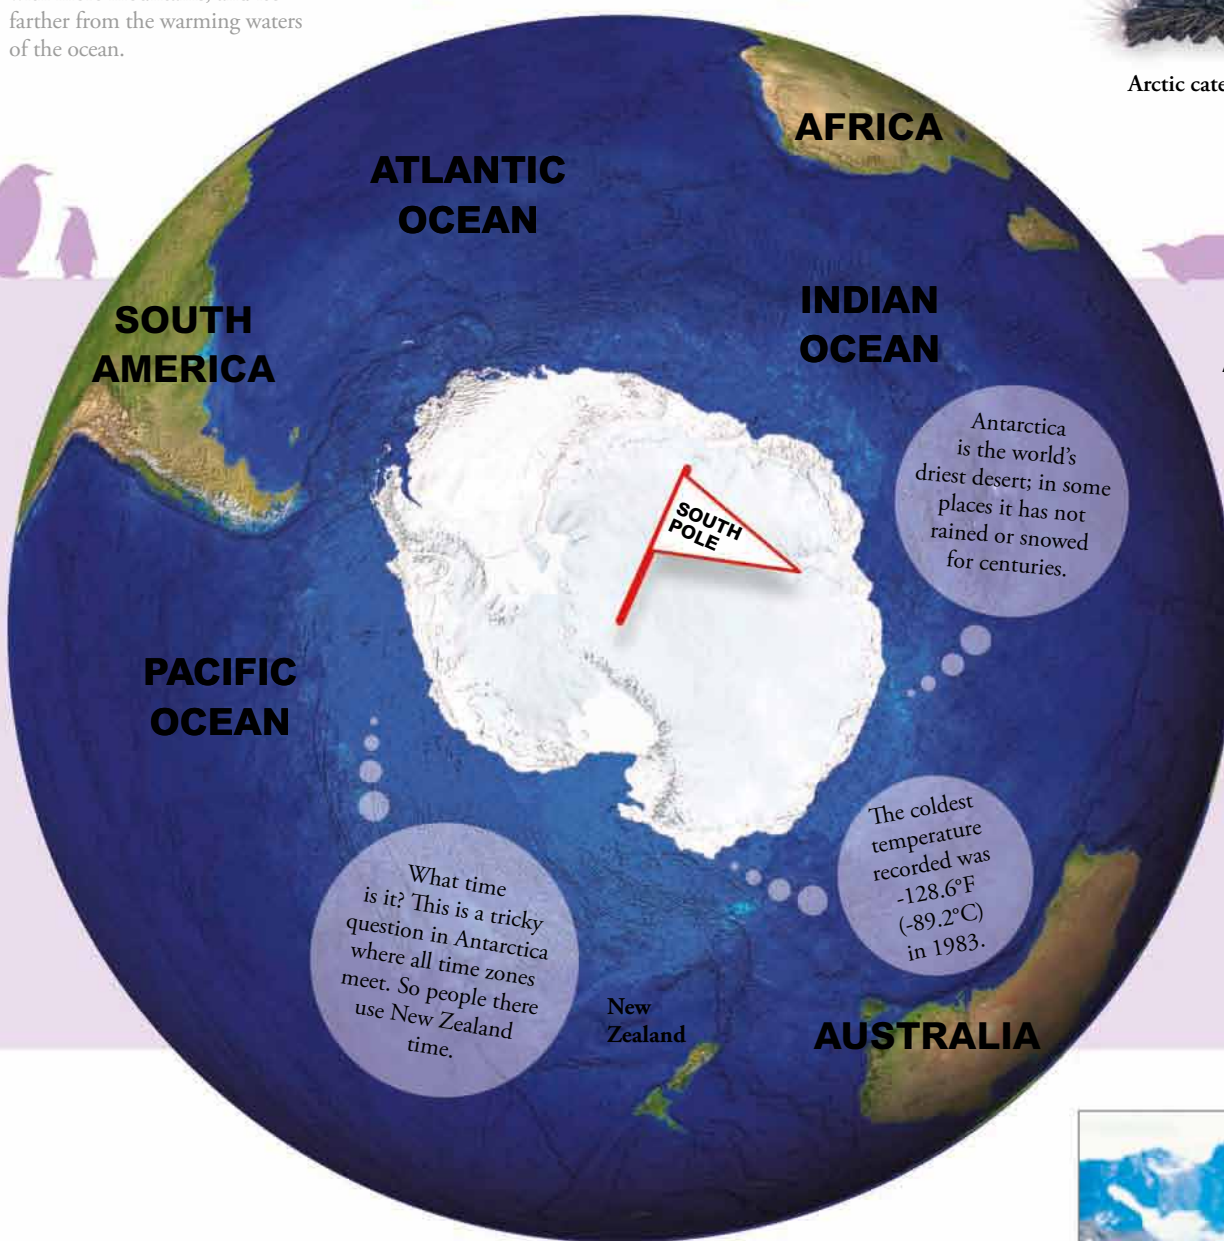 farther from the warming waters
of the ocean.
Arctic
AFRICA
ATLANTIC
OCEAN
SOUTH
AMERICA
INDIAN
OCEAN
Antarctica
is the world's
driest desert; in some
places it has not
rained or snowed
for centuries.
SOUTH
POLE
PACIFIC
OCEAN
The coldest
temperature
recorded was
-128.6°F
(-89.2°C)
in 1983.
What time
is it? This is a tricky
question in Antarctica
where all time zones
meet. So people there
use New Zealand
time.
New
Zealand
AUSTRALIA